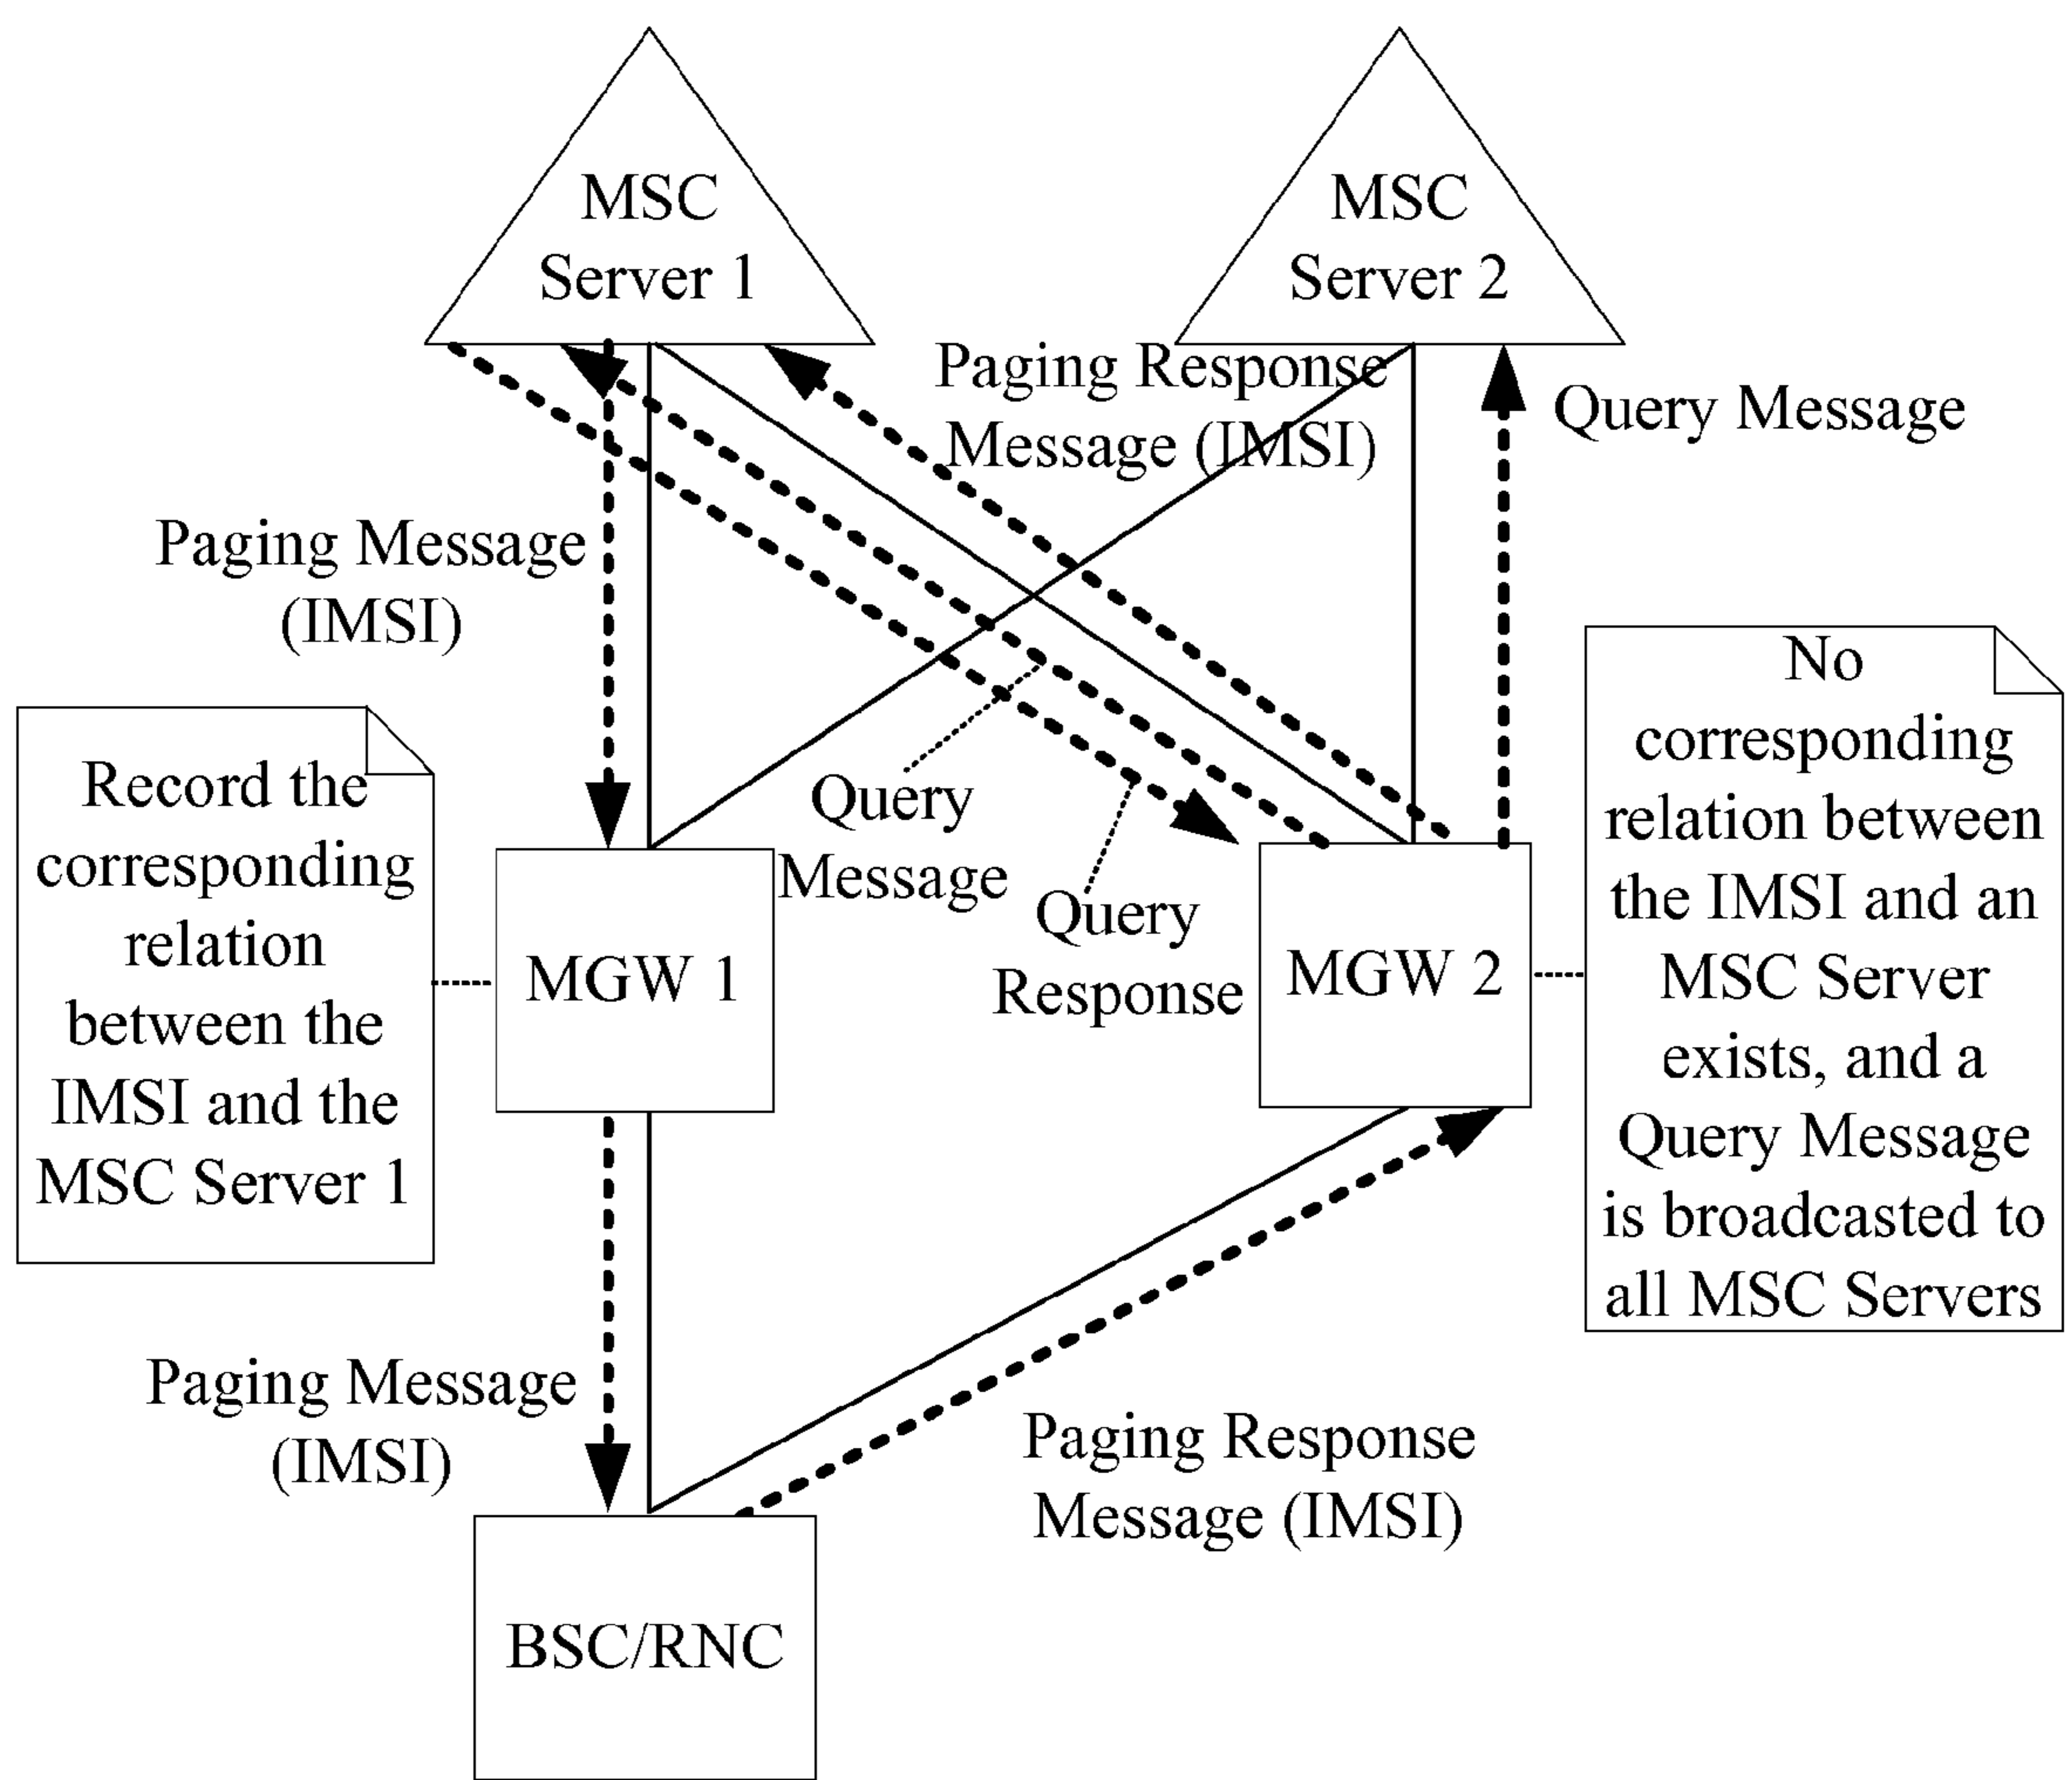 MSC
Server 1
MSC
Server 2
Paging Response
Message (IMSI)
Query Message
Paging Message
(IMSI)
Record the
corresponding
relation
between the
IMSI and the
MSC Server 1
Query
Message
Query
Response
MGW 1
MGW 2
No
corresponding
relation between
the IMSI and an
MSC Server
exists, and a
Query Message
is broadcasted to
all MSC Servers
Paging Message
(IMSI)
Paging Response
Message (IMSI)
BSC/RNC